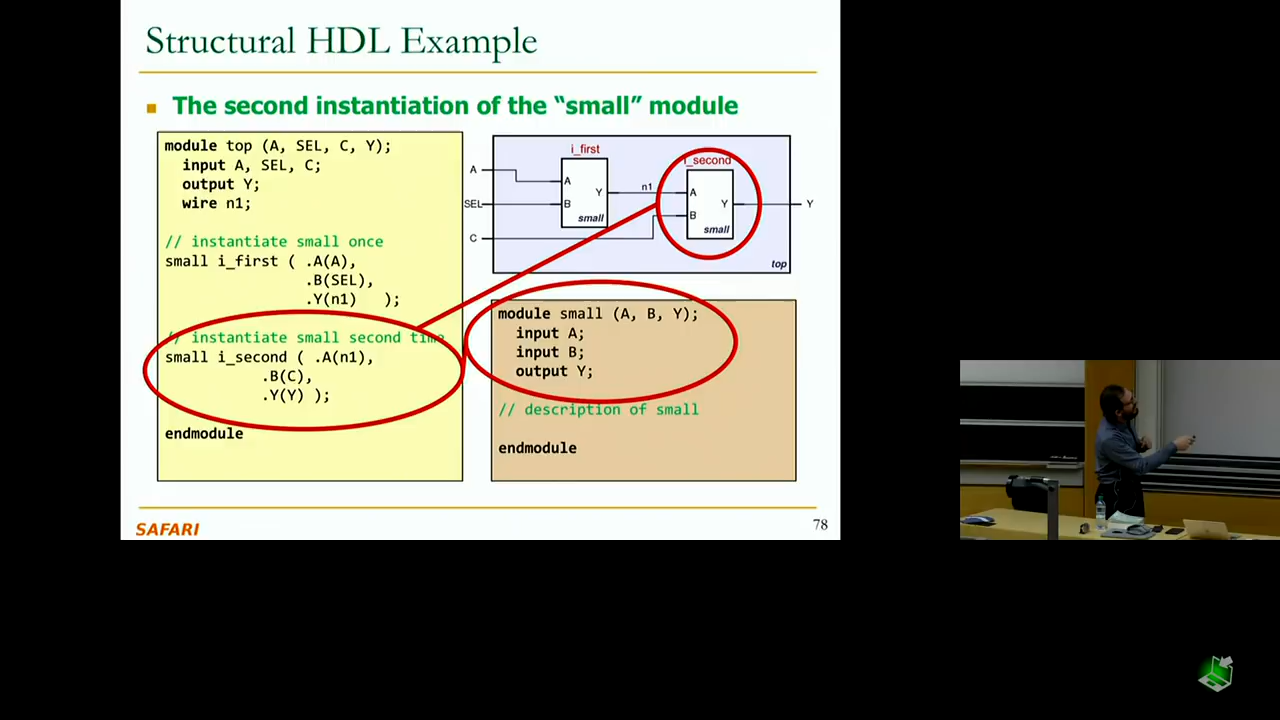 Structural HDL Example
The second instantiation of the “small” module
module top (A, SEL, C, Y);
input A, SEL, C;
output Y;
wire n1;
// instantiate small once
small i_first ( .A(A),
.B(SEL),
.Y(n1) );
// instantiate small second time
small i_second ( .A(n1),
.B(C),
.Y(Y) );
endmodule
i_first
i_second
A
SEL
C
A
B
Y
small
n1
A
B
Y
small
Y
top
module small (A, B, Y);
input A;
input B;
output Y;
// description of small
endmodule
SAFARI
78